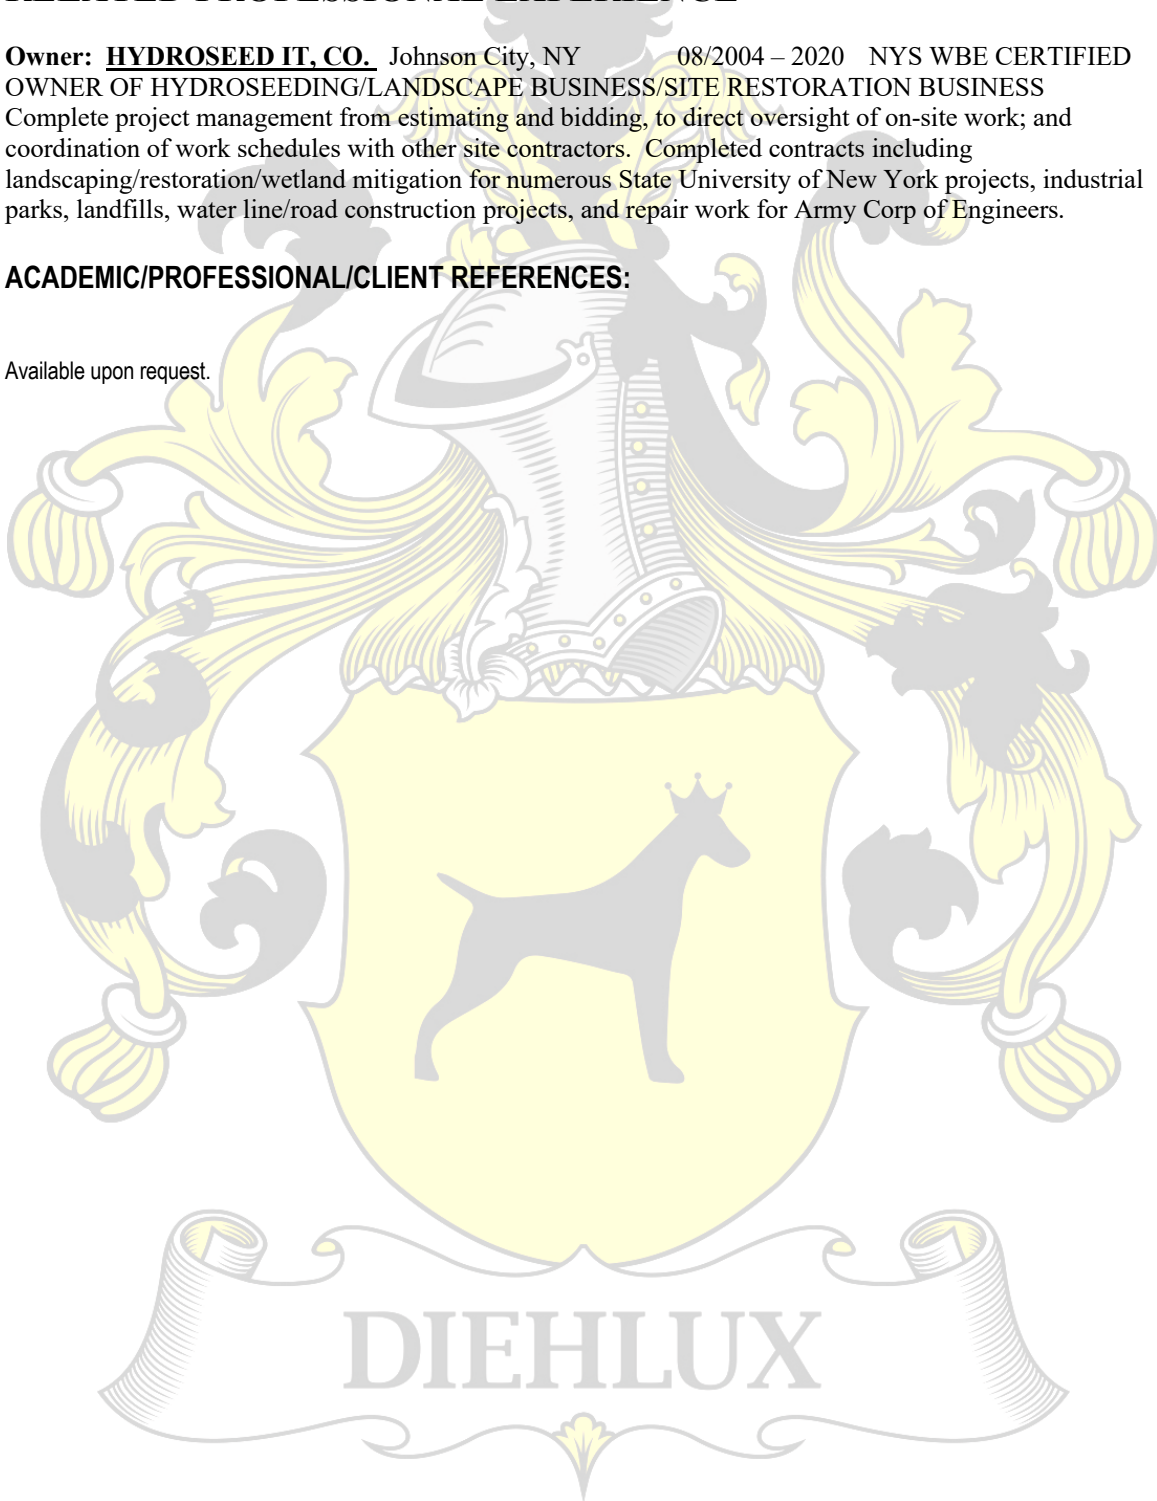 RELATED PROFESSIONAL EXPERIENCE
Owner: HYDROSEED IT, CO. Johnson City, NY 08/2004 – 2020 NYS WBE CERTIFIED
OWNER OF HYDROSEEDING/LANDSCAPE BUSINESS/SITE RESTORATION BUSINESS
Complete project management from estimating and bidding, to direct oversight of on-site work; and
coordination of work schedules with other site contractors. Completed contracts including
landscaping/restoration/wetland mitigation for numerous State University of New York projects, industrial
parks, landfills, water line/road construction projects, and repair work for Army Corp of Engineers.
ACADEMIC/PROFESSIONAL/CLIENT REFERENCES:
Available upon request.
DIEHLUX